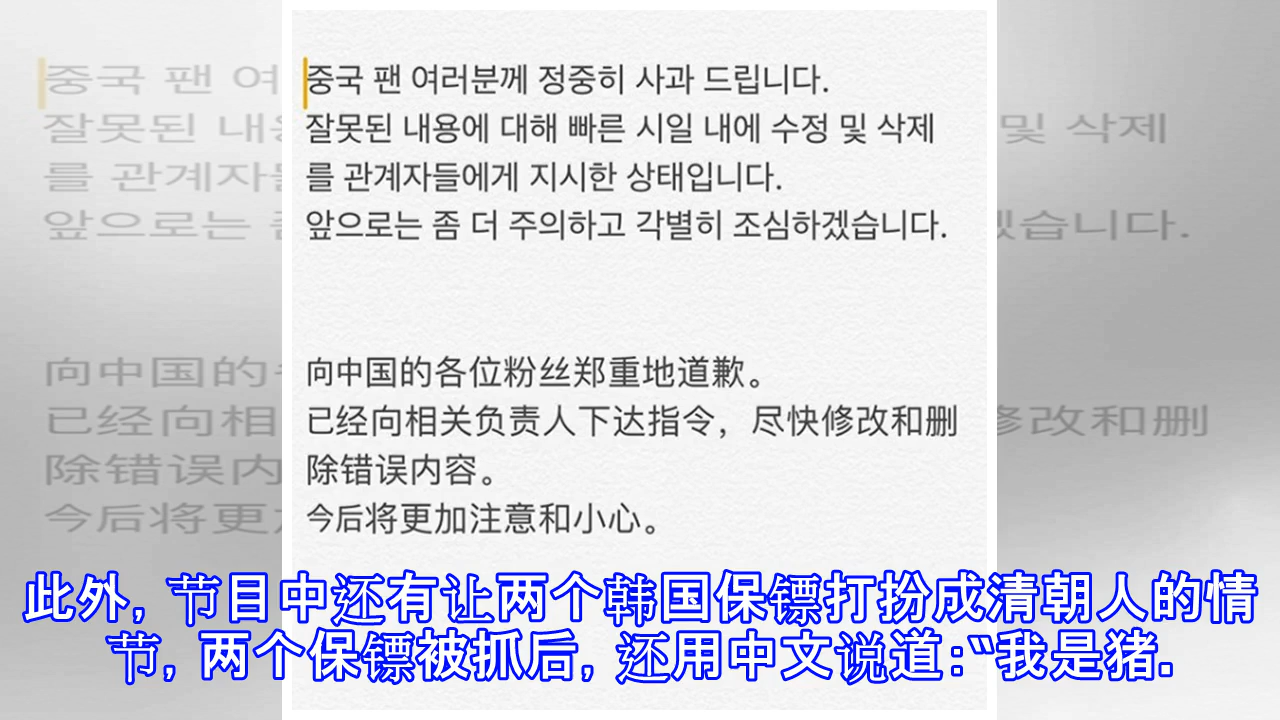 중국 팬 여러분께 정중히 사과 드립니다.
잘못된 내용에 대해 빠른 시일 내에 수정 및 삭제
를 관계자들에게 지시한 상태입니다.
앞으로는 좀 더 주의하고 각별히 조심하겠습니다.
向中国的各位粉丝郑重地道歉。
已经向相关负责人下达指令，尽快修改和删
除错误内容。
今后将更加注意和小心。
此外, 节目中还有让两个韩国保镖打扮成清朝人的情
节, 两个保镖被抓后, 还用中文说道:“我是猪.